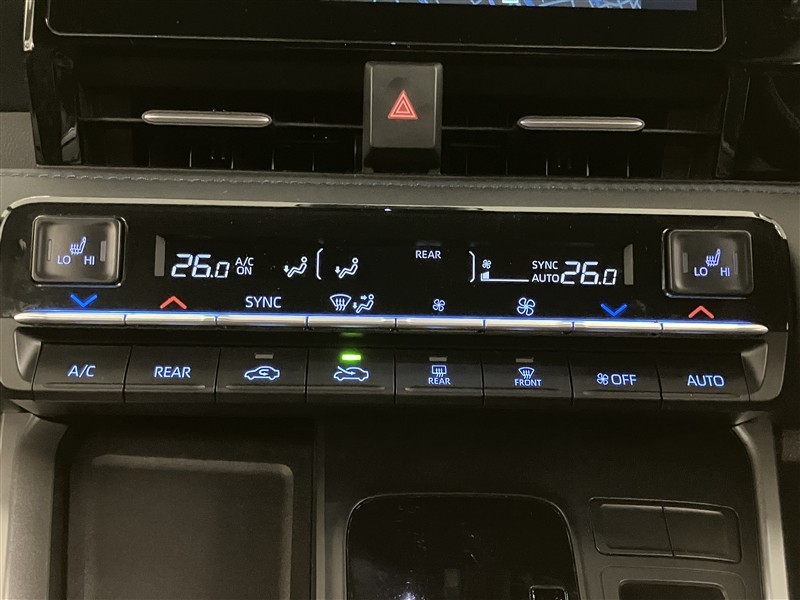 LO HI
26.0 A/C ON
REAR
SYNC AUTO 26.0
LO HI
SYNC
A/C REAR REAR FRONT OFF AUTO